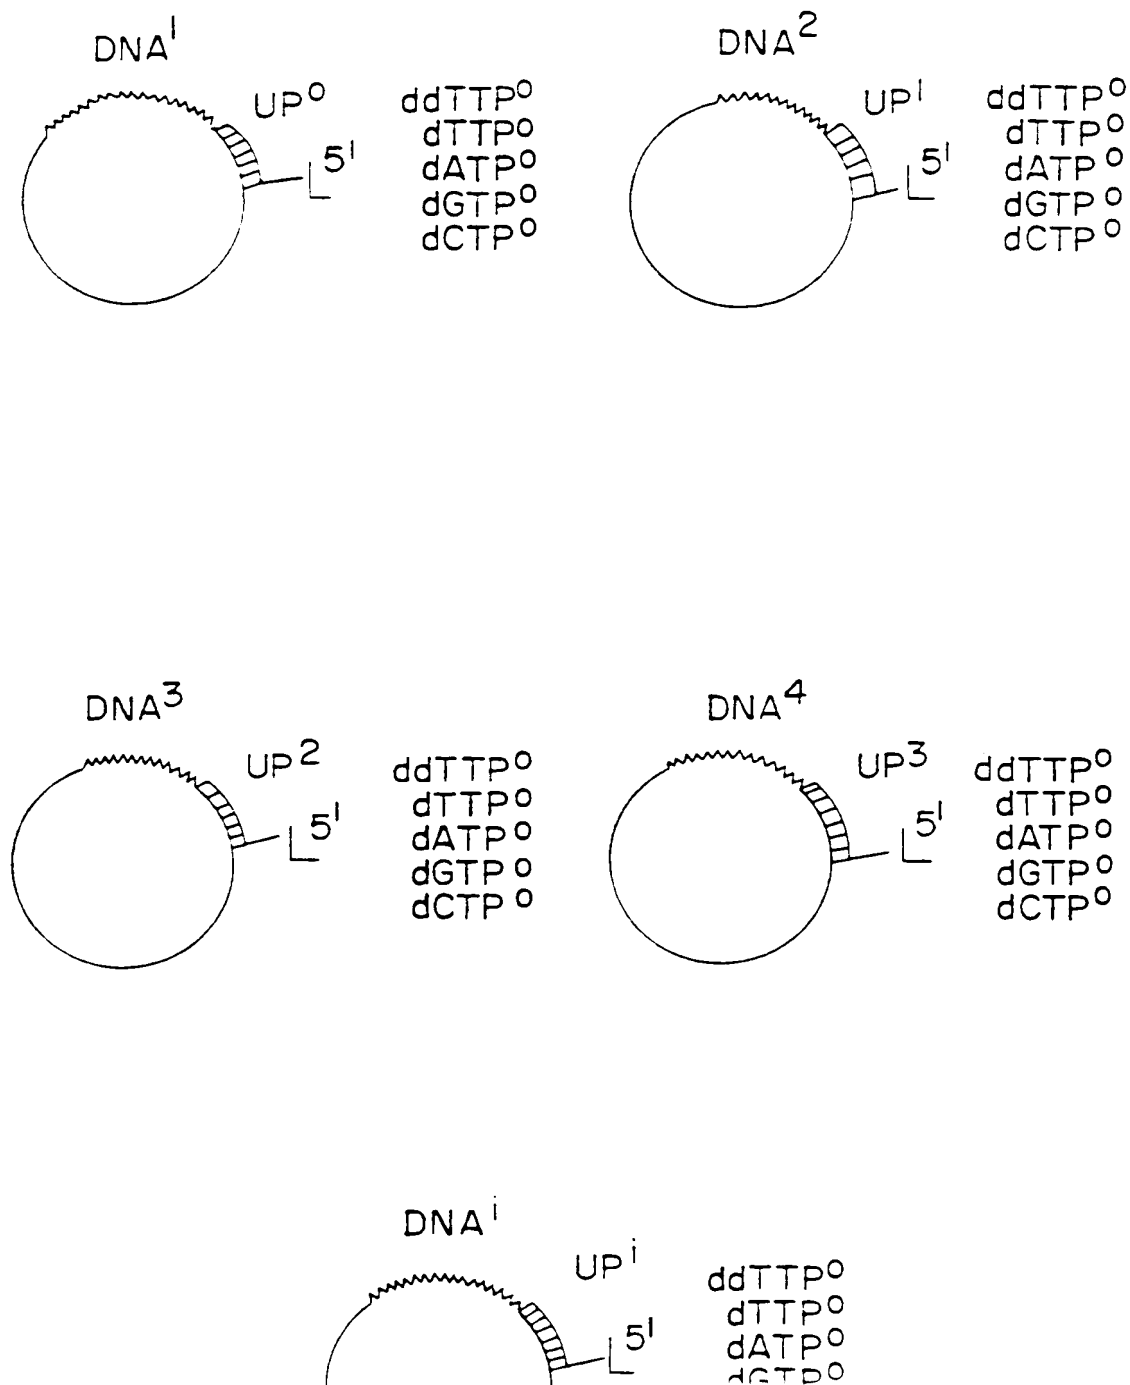 DNA¹
UP⁰
5'
L
ddTTP⁰
dTTP⁰
dATP⁰
dGTP⁰
dCTP⁰
DNA²
UP¹
5'
L
ddTTP⁰
dTTP⁰
dATP⁰
dGTP⁰
dCTP⁰
DNA³
UP²
5'
L
ddTTP⁰
dTTP⁰
dATP⁰
dGTP⁰
dCTP⁰
DNA⁴
UP³
5'
L
ddTTP⁰
dTTP⁰
dATP⁰
dGTP⁰
dCTP⁰
DNAⁱ
UPⁱ
5'
L
ddTTP⁰
dTTP⁰
dATP⁰
dGTP⁰